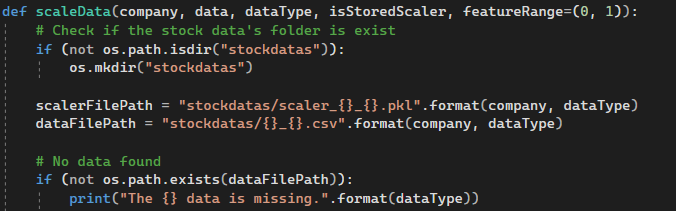 def scaleData(company, data, dataType, isStoredScaler, featureRange=(0, 1)):
    # Check if the stock data's folder is exist
    if (not os.path.isdir("stockdatas")):
        os.mkdir("stockdatas")

    scalerFilePath = "stockdatas/scaler_{}_{}.pkl".format(company, dataType)
    dataFilePath = "stockdatas/{}_{}.csv".format(company, dataType)

    # No data found
    if (not os.path.exists(dataFilePath)):
        print("The {} data is missing.".format(dataType))